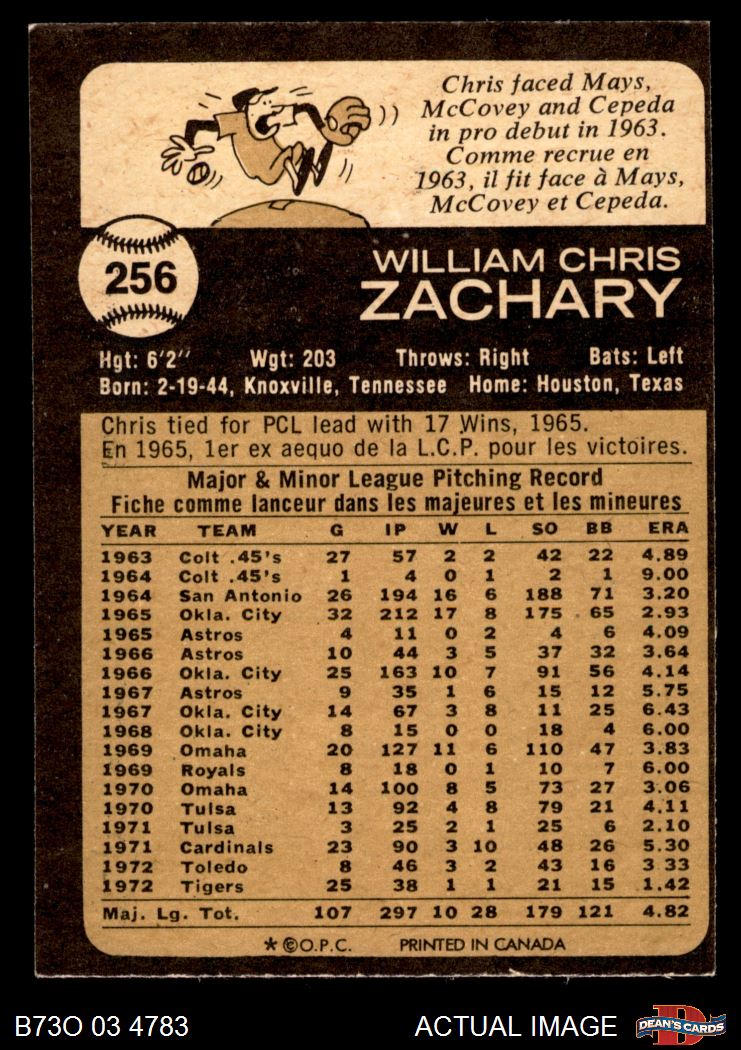 Chris faced Mays,
McCovey and Cepeda
in pro debut in 1963.
Comme recrue en
1963, il fit face à Mays,
McCovey et Cepeda.
256
WILLIAM CHRIS
ZACHARY
Hgt: 6'2" Wgt: 203 Throws: Right Bats: Left
Born: 2-19-44, Knoxville, Tennessee Home: Houston, Texas
Chris tied for PCL lead with 17 Wins, 1965.
En 1965, 1er ex aequo de la L.C.P. pour les victoires.
Major & Minor League Pitching Record
Fiche comme lanceur dans les majeures et les mineures
YEAR TEAM G IP W L SO BB ERA
1963 Colt .45's 27 57 2 2 42 22 4.89
1964 Colt .45's 1 4 0 1 2 1 9.00
1964 San Antonio 26 194 16 6 188 71 3.20
1965 Okla. City 32 212 17 8 175 65 2.93
1965 Astros 4 11 0 2 4 6 4.09
1966 Astros 10 44 3 5 37 32 3.64
1966 Okla. City 25 163 10 7 91 56 4.14
1967 Astros 9 35 1 6 15 12 5.75
1967 Okla. City 14 67 3 8 11 25 6.43
1968 Okla. City 8 15 0 0 18 4 6.00
1969 Omaha 20 127 11 6 110 47 3.83
1969 Royals 8 18 0 1 10 7 6.00
1970 Omaha 14 100 8 5 73 27 3.06
1970 Tulsa 13 92 4 8 79 21 4.11
1971 Tulsa 3 25 2 1 25 6 2.10
1971 Cardinals 23 90 3 10 48 26 5.30
1972 Toledo 8 46 3 2 43 16 3.33
1972 Tigers 25 38 1 1 21 15 1.42
Maj. Lg. Tot. 107 297 10 28 179 121 4.82
* ©O.P.C. PRINTED IN CANADA
B73O 03 4783 ACTUAL IMAGE DEAN'S CARDS